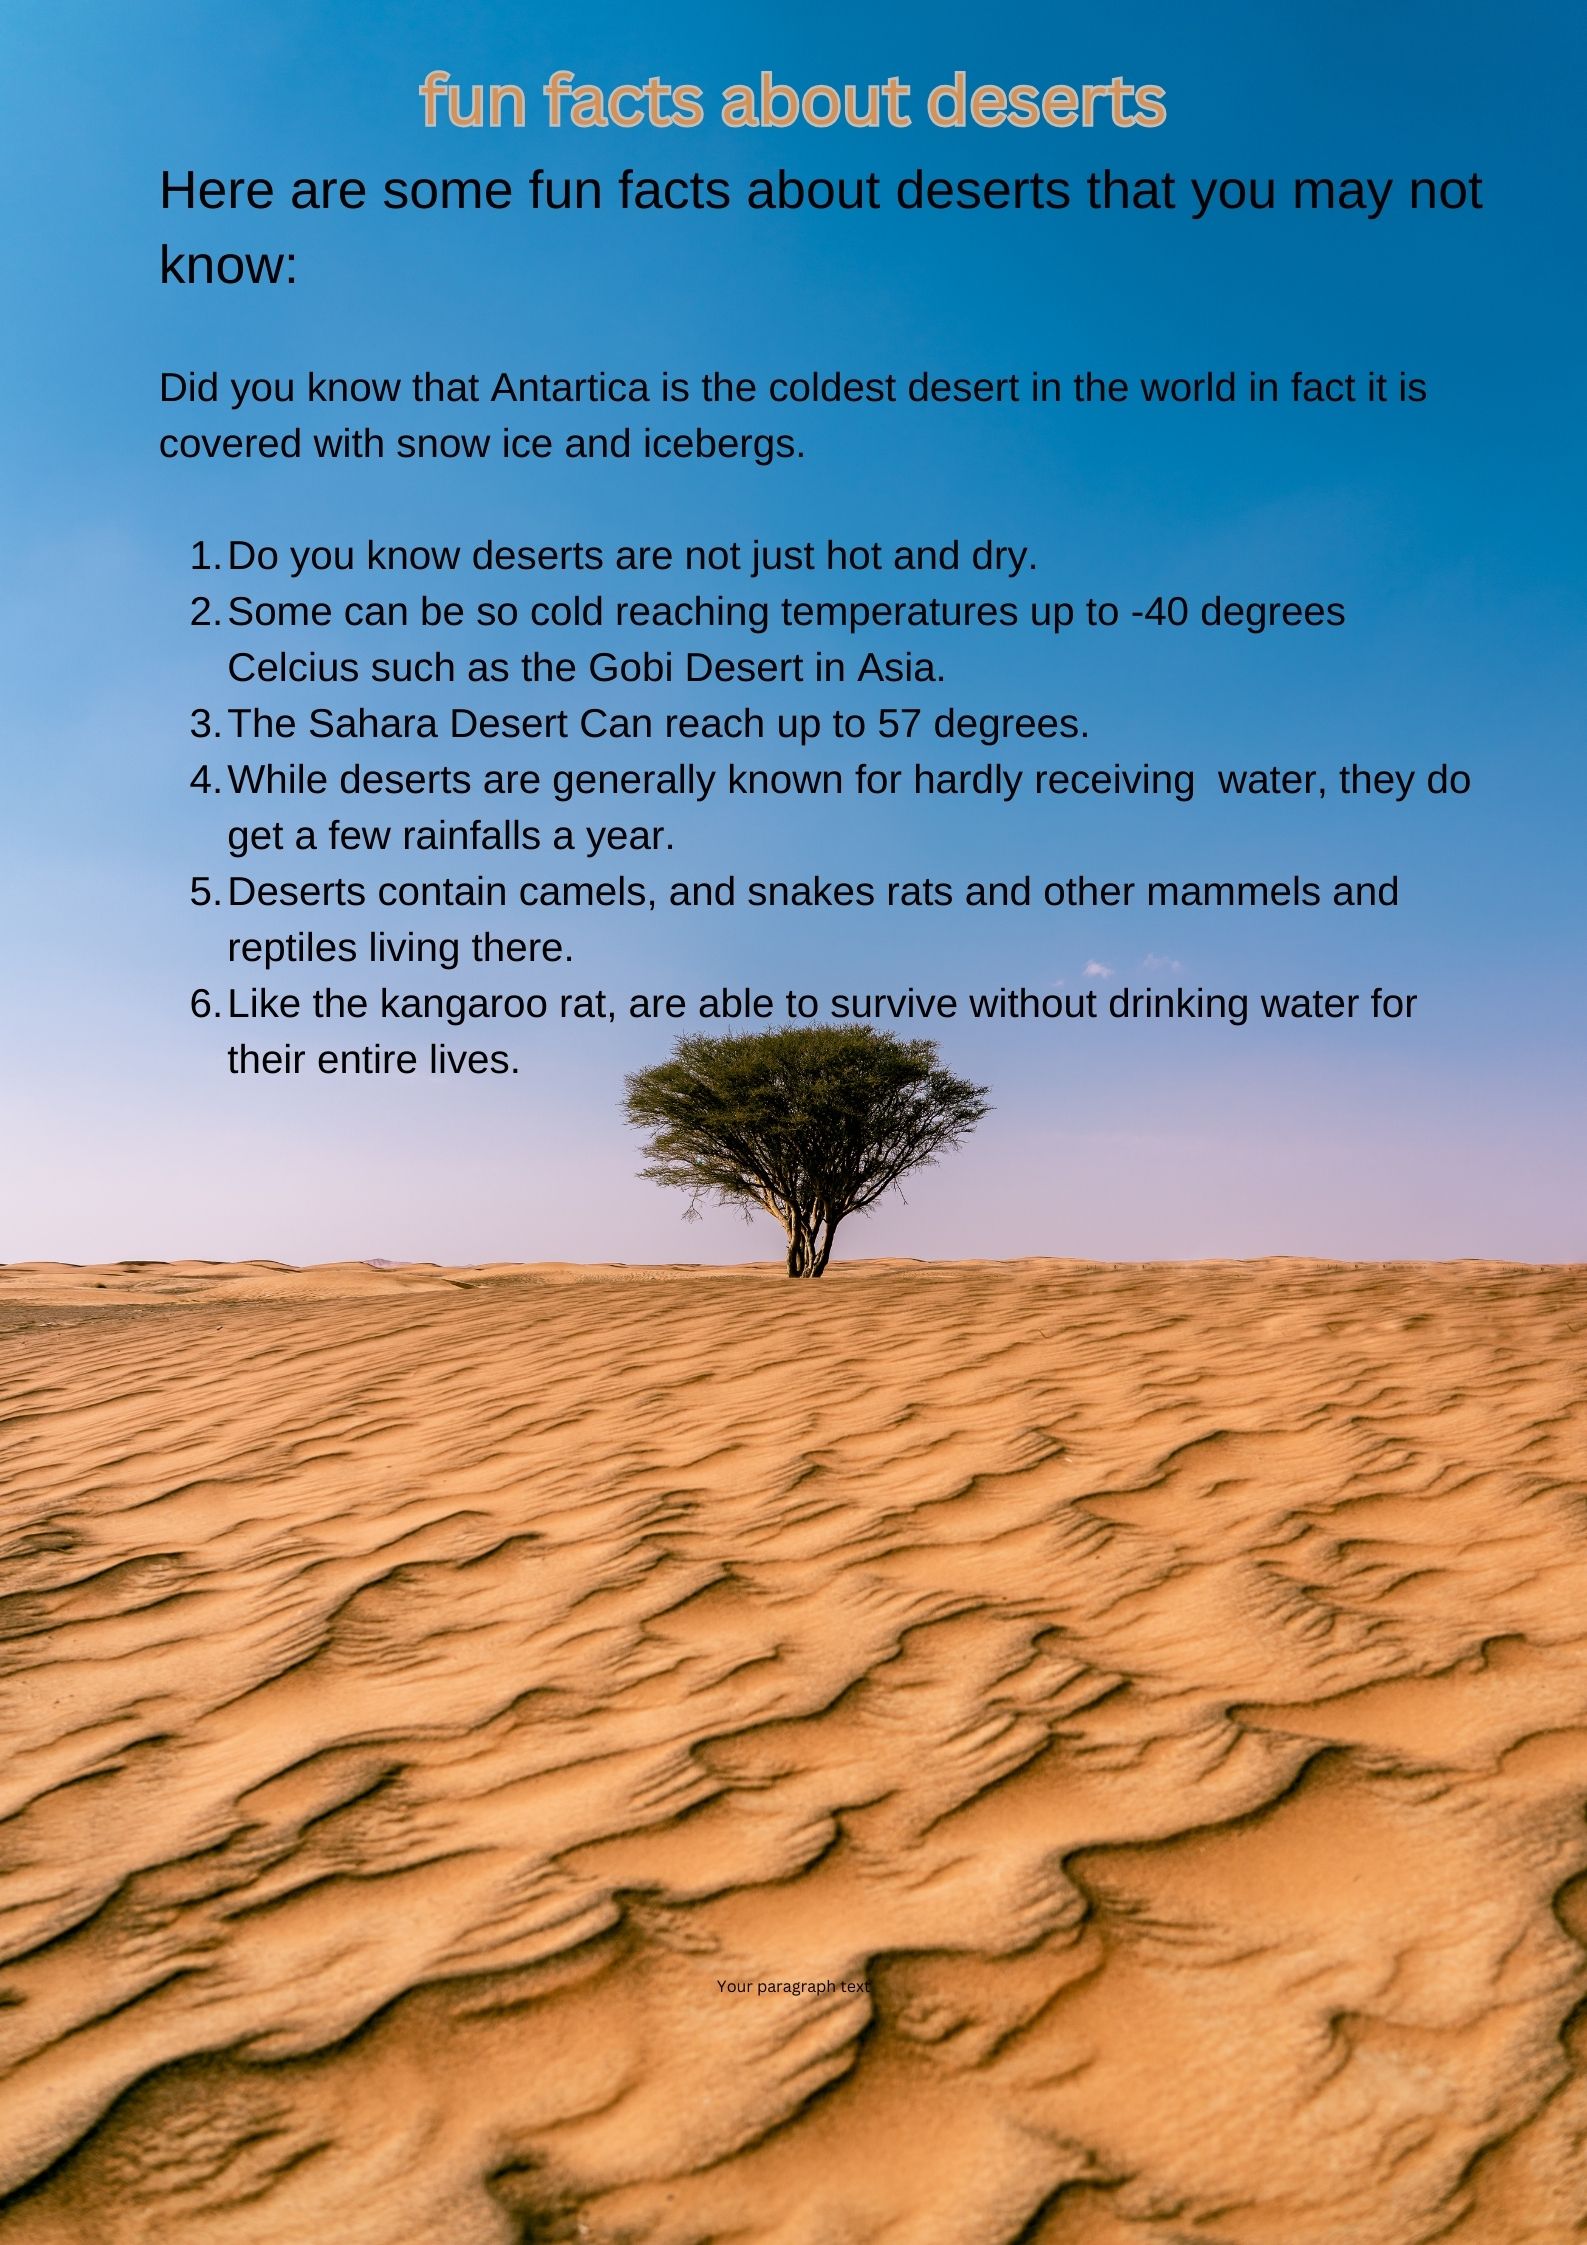 fun facts about deserts
Here are some fun facts about deserts that you may not
know:
Did you know that Antartica is the coldest desert in the world in fact it is
covered with snow ice and icebergs.
1. Do you know deserts are not just hot and dry.
2. Some can be so cold reaching temperatures up to -40 degrees
Celcius such as the Gobi Desert in Asia.
3. The Sahara Desert Can reach up to 57 degrees.
4. While deserts are generally known for hardly receiving  water, they do
get a few rainfalls a year.
5. Deserts contain camels, and snakes rats and other mammels and
reptiles living there.
6. Like the kangaroo rat, are able to survive without drinking water for
their entire lives.
Your paragraph text